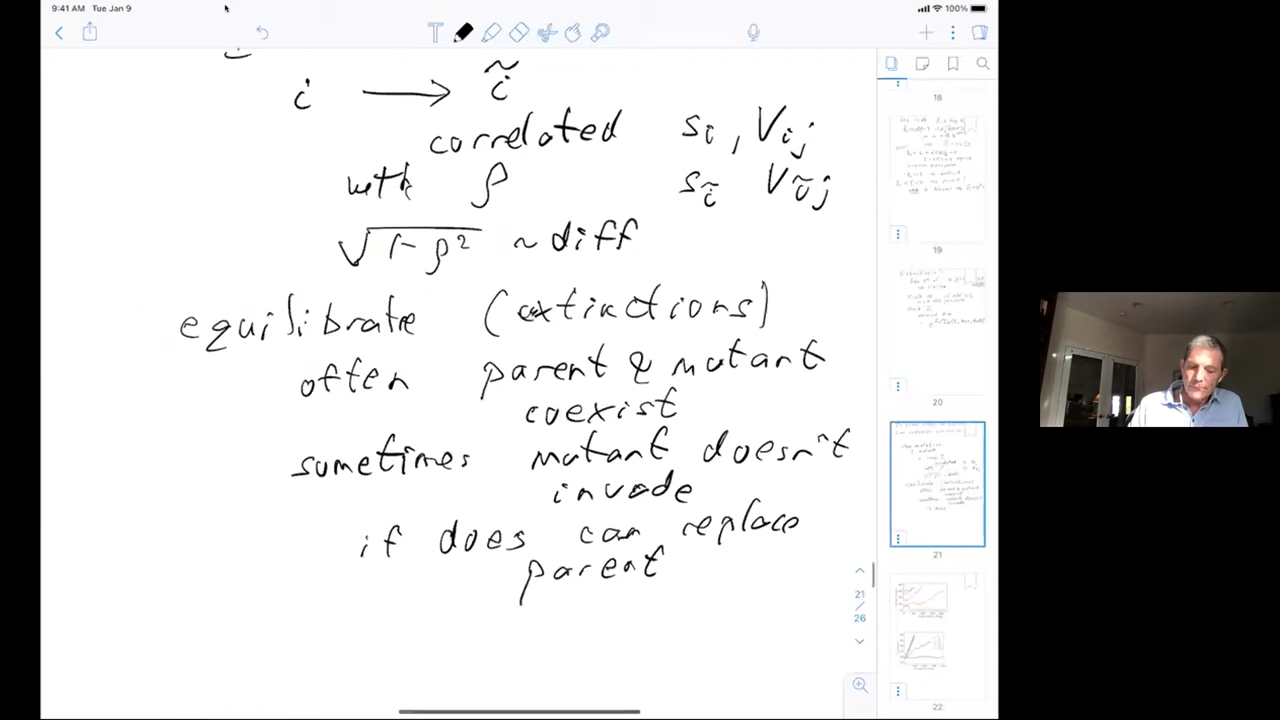 9:41 AM Tue Jan 9
100%
i → ĩ
correlated s_i, V_ij
with ρ s_ĩ V_ĩj
√1-ρ² ~ diff
equilibrate (extinctions)
often parent & mutant
coexist
sometimes mutant doesn't
invade
if does can replace
parent
18
19
20
21
22
21
/
26